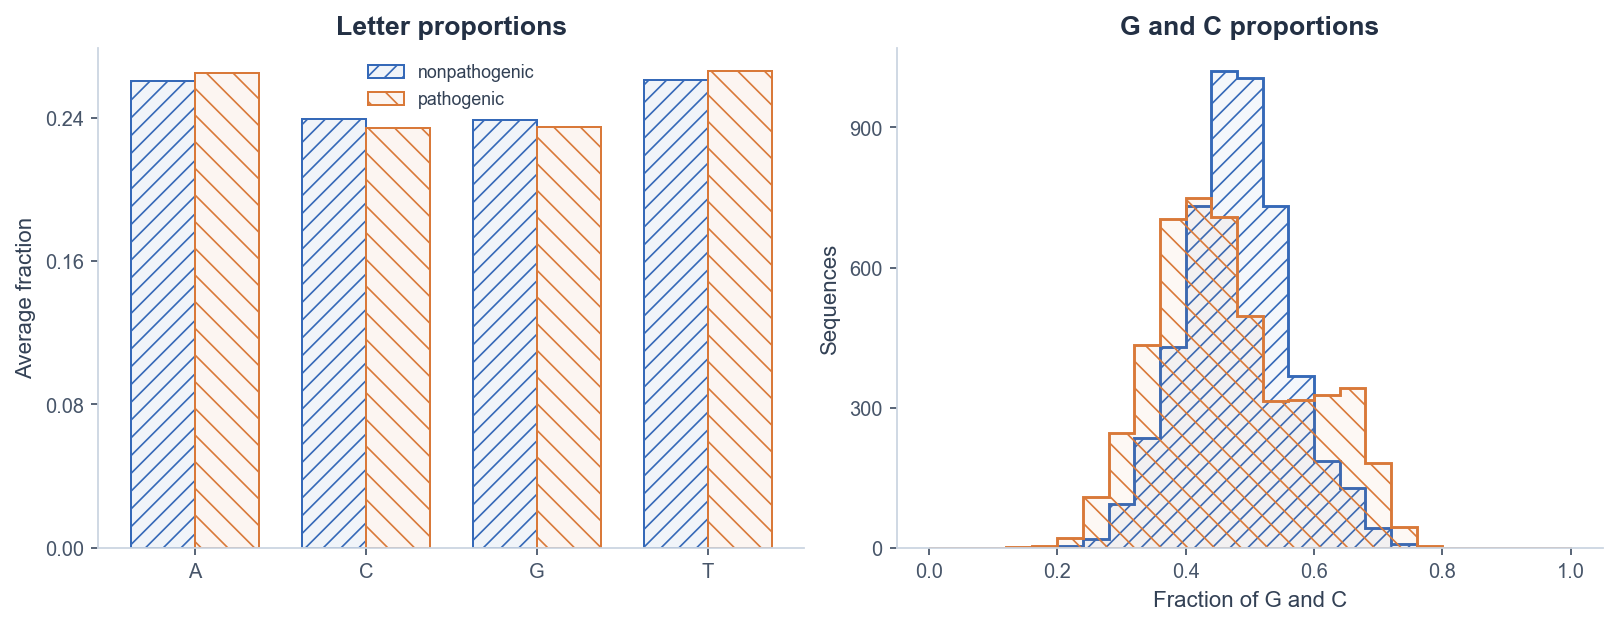 Letter proportions
nonpathogenic
pathogenic
Average fraction
0.24
0.16
0.08
0.00
A C G T
G and C proportions
Sequences
900
600
300
0
0.0 0.2 0.4 0.6 0.8 1.0
Fraction of G and C